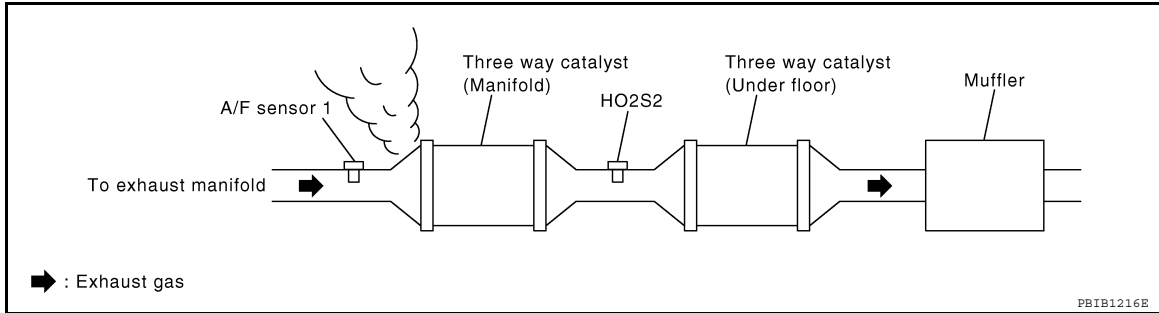 Three way catalyst
(Manifold)
Three way catalyst
(Under floor)
Muffler
A/F sensor 1
HO2S2
To exhaust manifold
: Exhaust gas
PBIB1216E